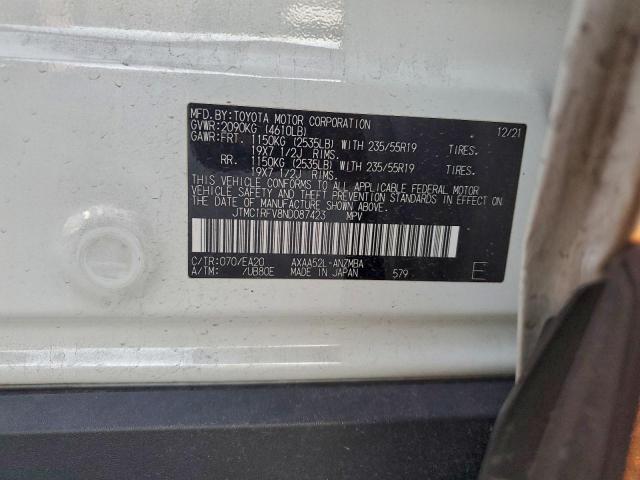 MFD.BY:TOYOTA MOTOR CORPORATION 12/21
GVWR:2090KG (4610LB)
GAWR:FRT. 1150KG (2535LB) WITH 235/55R19 TIRES.
19X7 1/2J RIMS.
RR. 1150KG (2535LB) WITH 235/55R19 TIRES.
19X7 1/2J RIMS.
THIS VEHICLE CONFORMS TO ALL APPLICABLE FEDERAL MOTOR
VEHICLE SAFETY AND BUMPER STANDARDS IN EFFECT ON
THE DATE OF MANUFACTURE SHOWN ABOVE.
JTMC1RFV8ND087423 MPV
C/TR:070/EA20 AXAA52L-ANZMBA
A/TM: /UB80E MADE IN JAPAN 579 E